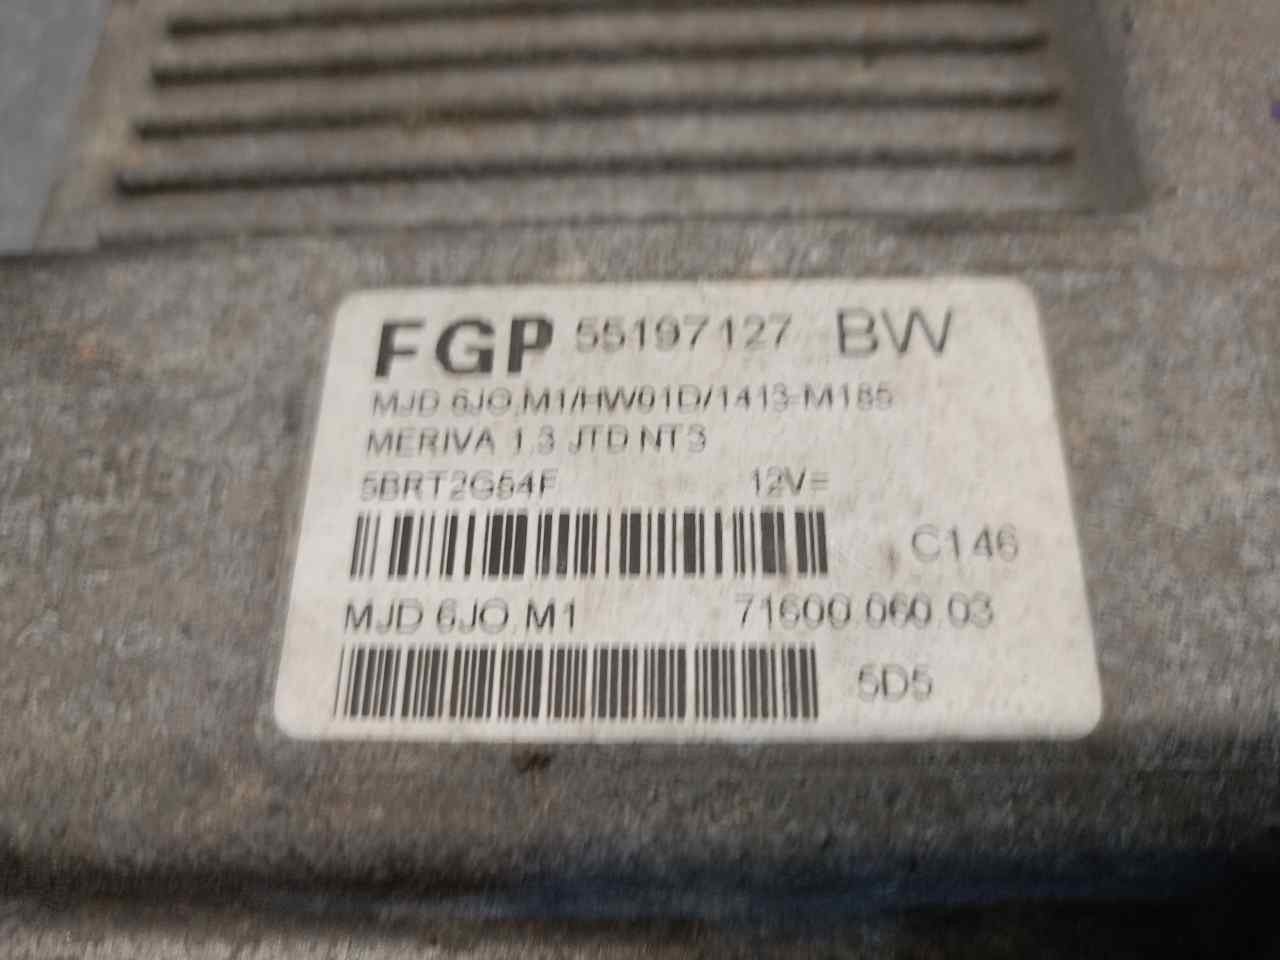 FGP 55197127 BW
MJD 6JO.M1/HW01D/1413-M185
MERIVA 1.3 JTD NT3
5BRT2G54F 12V=
C146
MJD 6JO.M1 71600.060.03
5D5